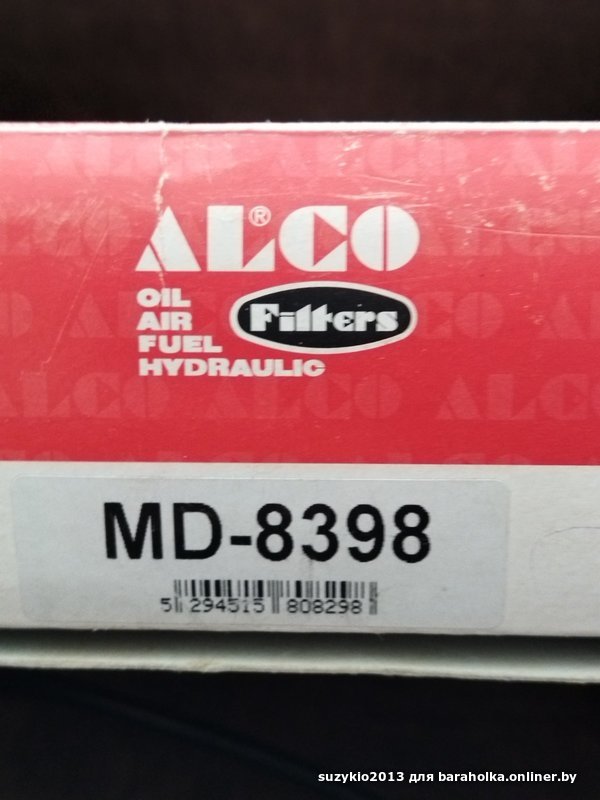 ALCO®
OIL
AIR
FUEL
HYDRAULIC
Filters
MD-8398
5 294515 808298
suzykio2013 для baraholka.onliner.by